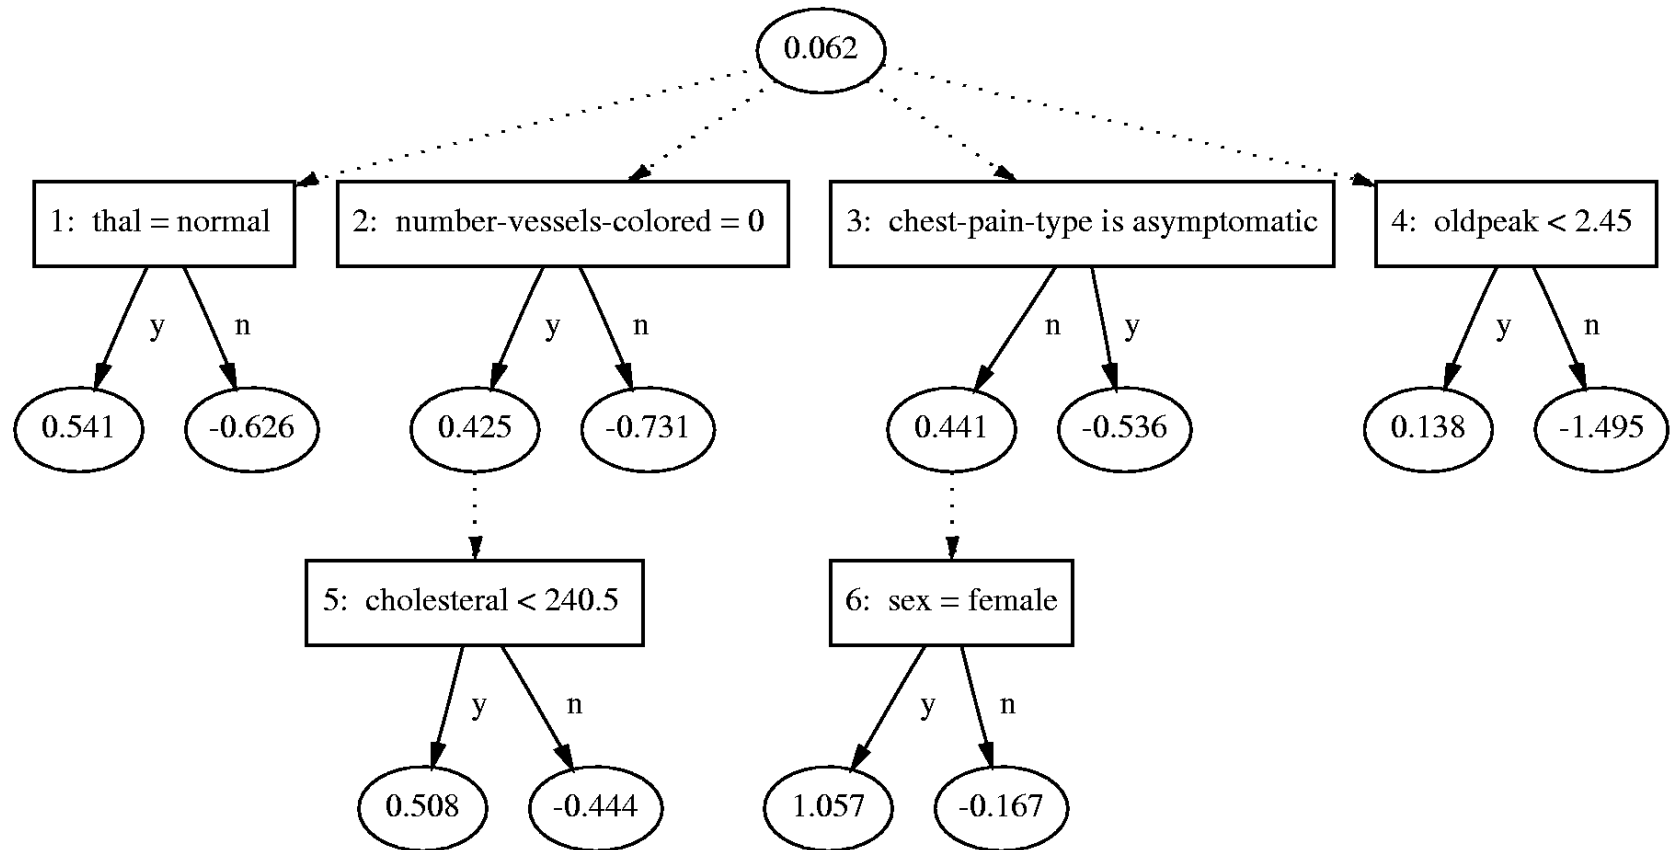 0.062
1: thal = normal
2: number-vessels-colored = 0
3: chest-pain-type is asymptomatic
4: oldpeak < 2.45
y
n
y
n
n
y
y
n
0.541
-0.626
0.425
-0.731
0.441
-0.536
0.138
-1.495
5: cholesteral < 240.5
6: sex = female
y
n
y
n
0.508
-0.444
1.057
-0.167